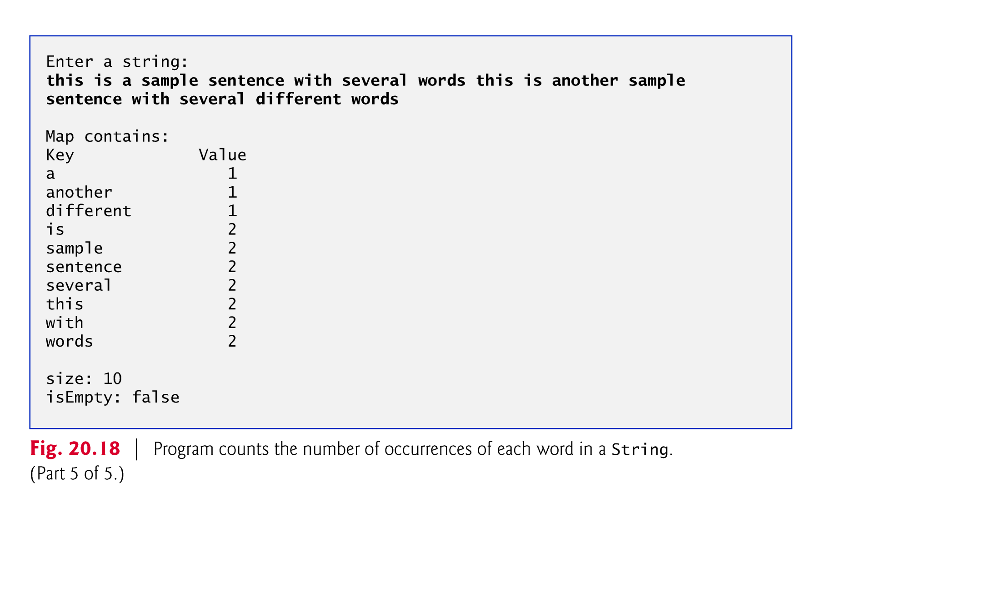 Enter a string:
this is a sample sentence with several words this is another sample
sentence with several different words
Map contains:
Key Value
a 1
another 1
different 1
is 2
sample 2
sentence 2
several 2
this 2
with 2
words 2
size: 10
isEmpty: false
Fig. 20.18 | Program counts the number of occurrences of each word in a String.
(Part 5 of 5.)